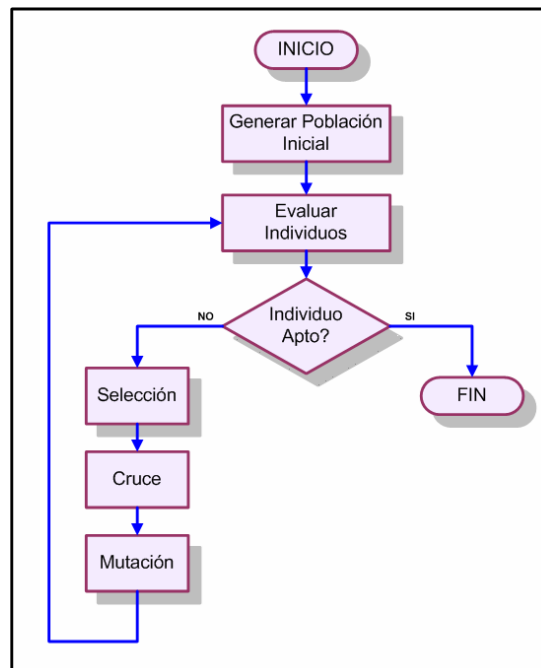 INICIO
Generar Población
Inicial
Evaluar
Individuos
Individuo
Apto?
NO
SI
Selección
FIN
Cruce
Mutación